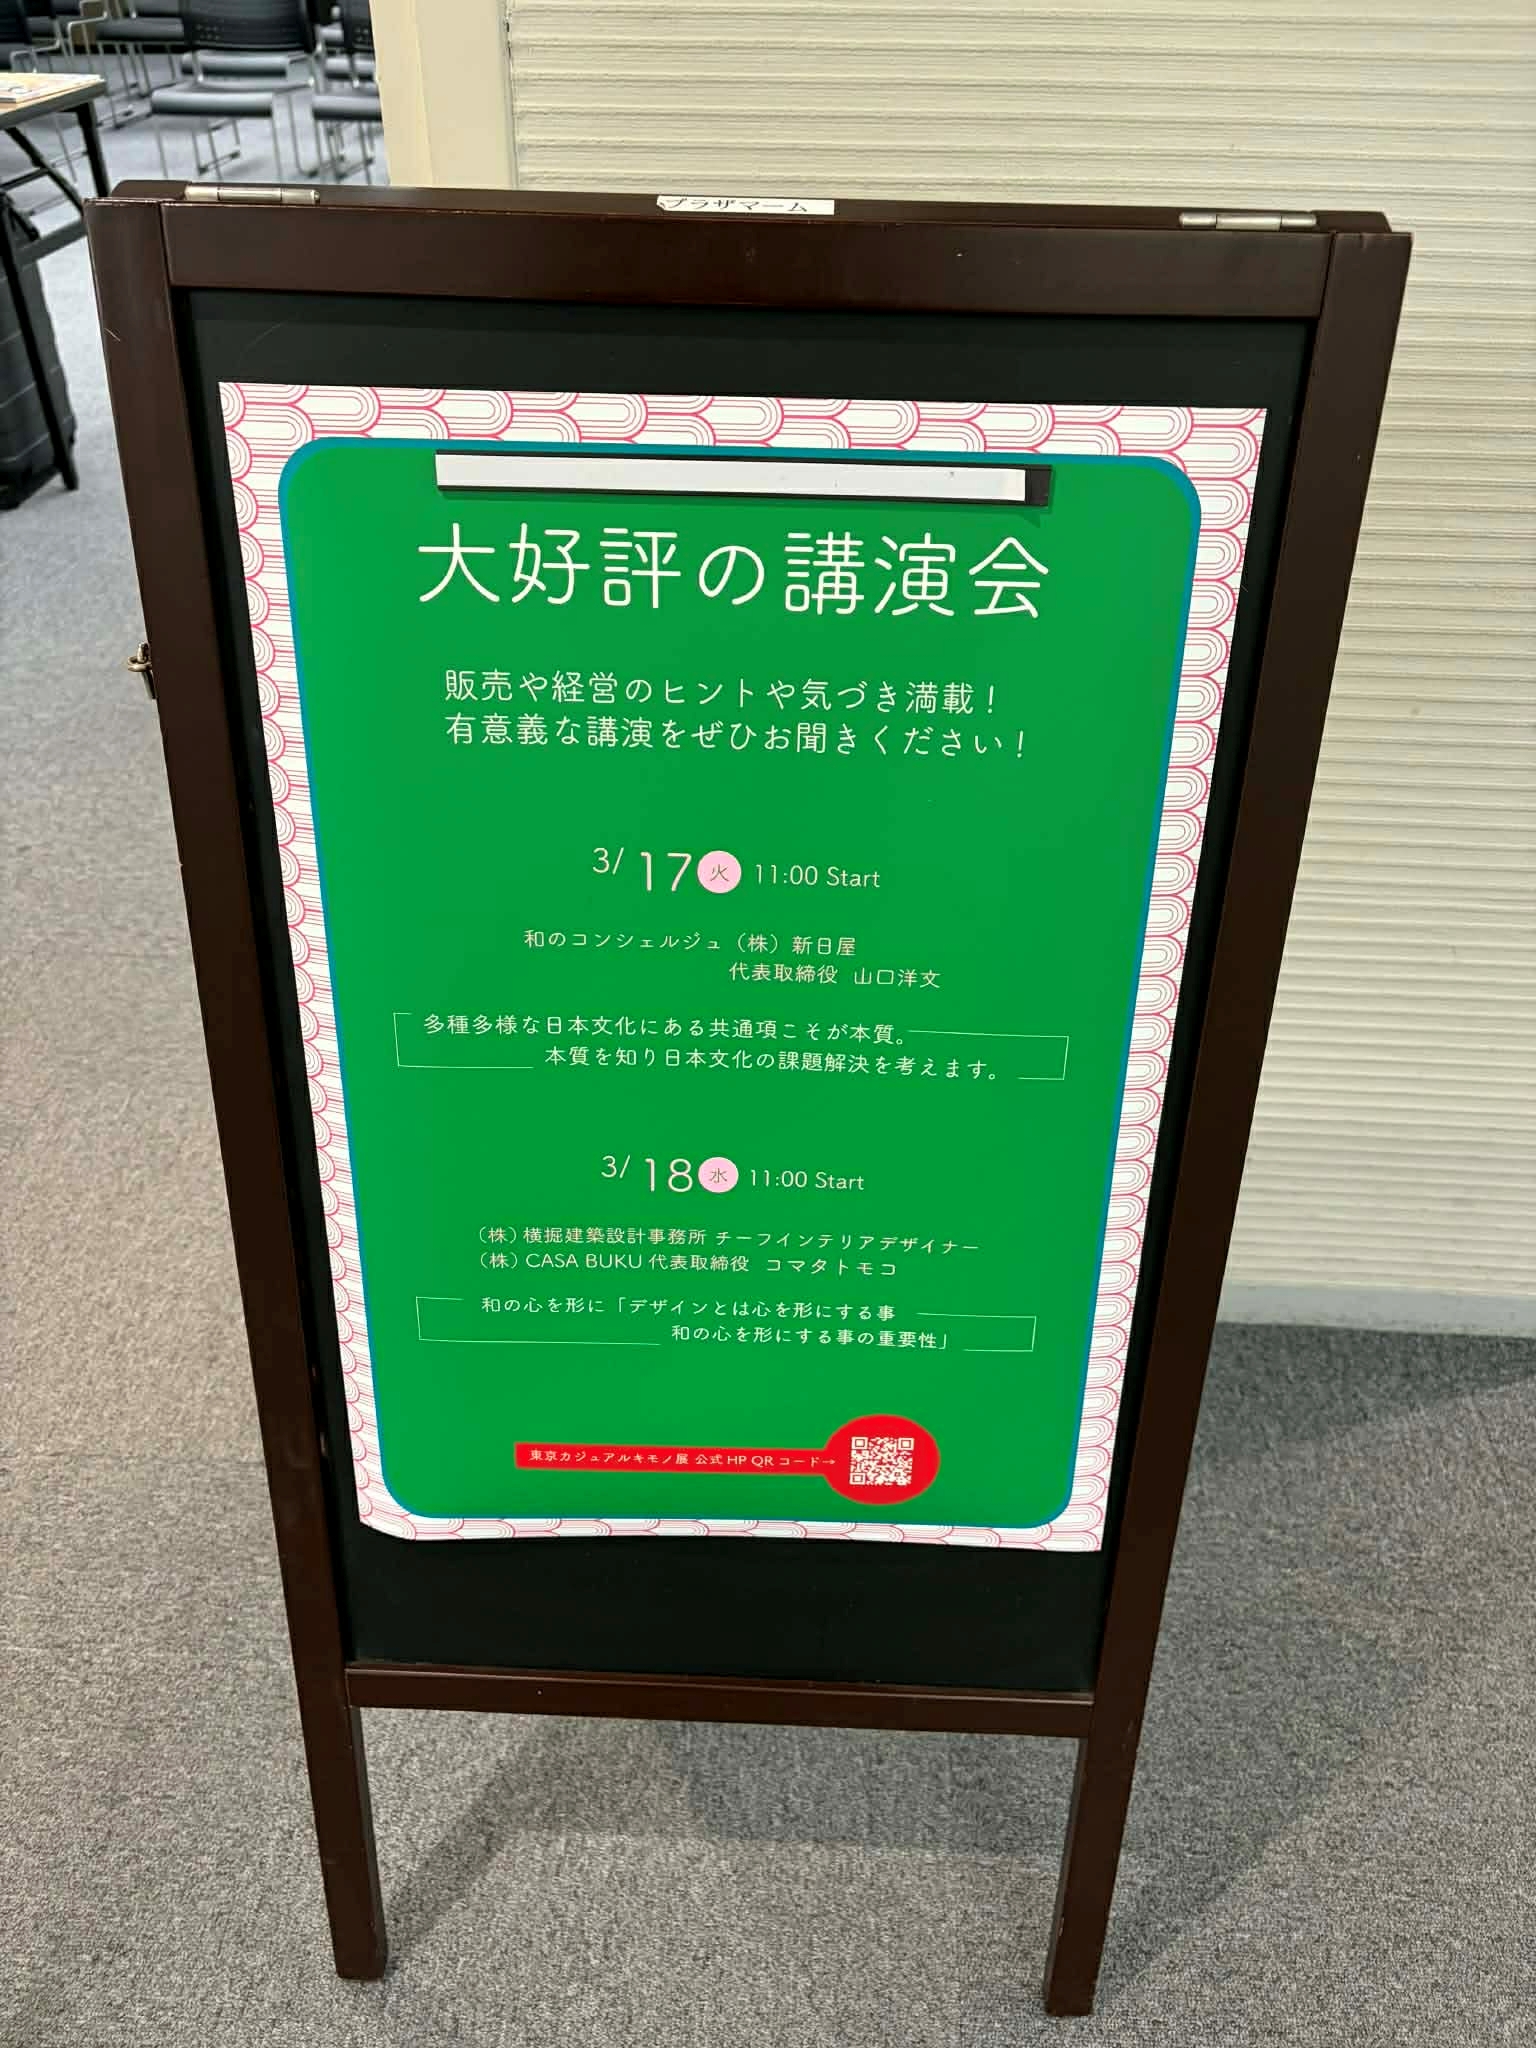 プラザマーム
大好評の講演会
販売や経営のヒントや気づき満載！
有意義な講演をぜひお聞きください！
3/17 火 11:00 Start
和のコンシェルジュ（株）新日屋
代表取締役 山口洋文
多種多様な日本文化にある共通項こそが本質。
本質を知り日本文化の課題解決を考えます。
3/18 水 11:00 Start
（株）横掘建築設計事務所 チーフインテリアデザイナー
（株）CASA BUKU 代表取締役 コマタトモコ
和の心を形に「デザインとは心を形にする事
和の心を形にする事の重要性」
東京カジュアルキモノ展 公式 HP QR コード→